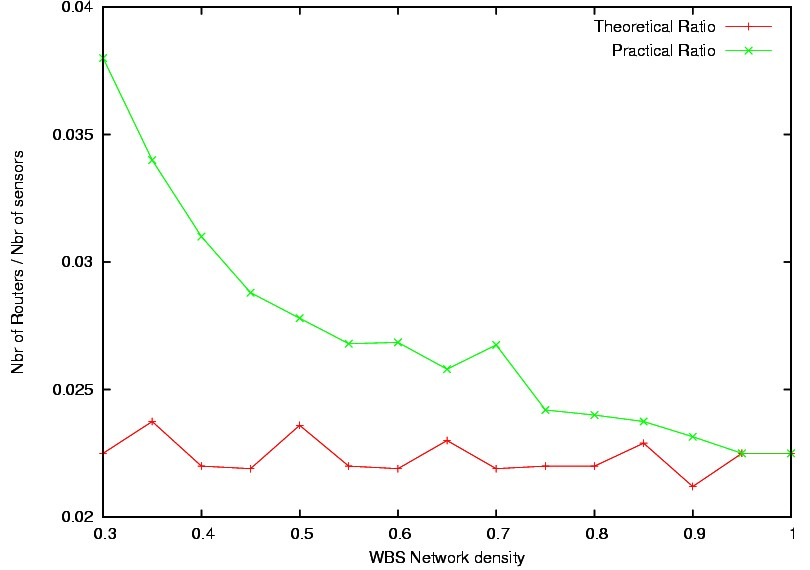 0.04
Theoretical Ratio
Practical Ratio
0.035
0.03
0.025
0.02
Nbr of Routers / Nbr of sensors
0.3 0.4 0.5 0.6 0.7 0.8 0.9 1
WBS Network density